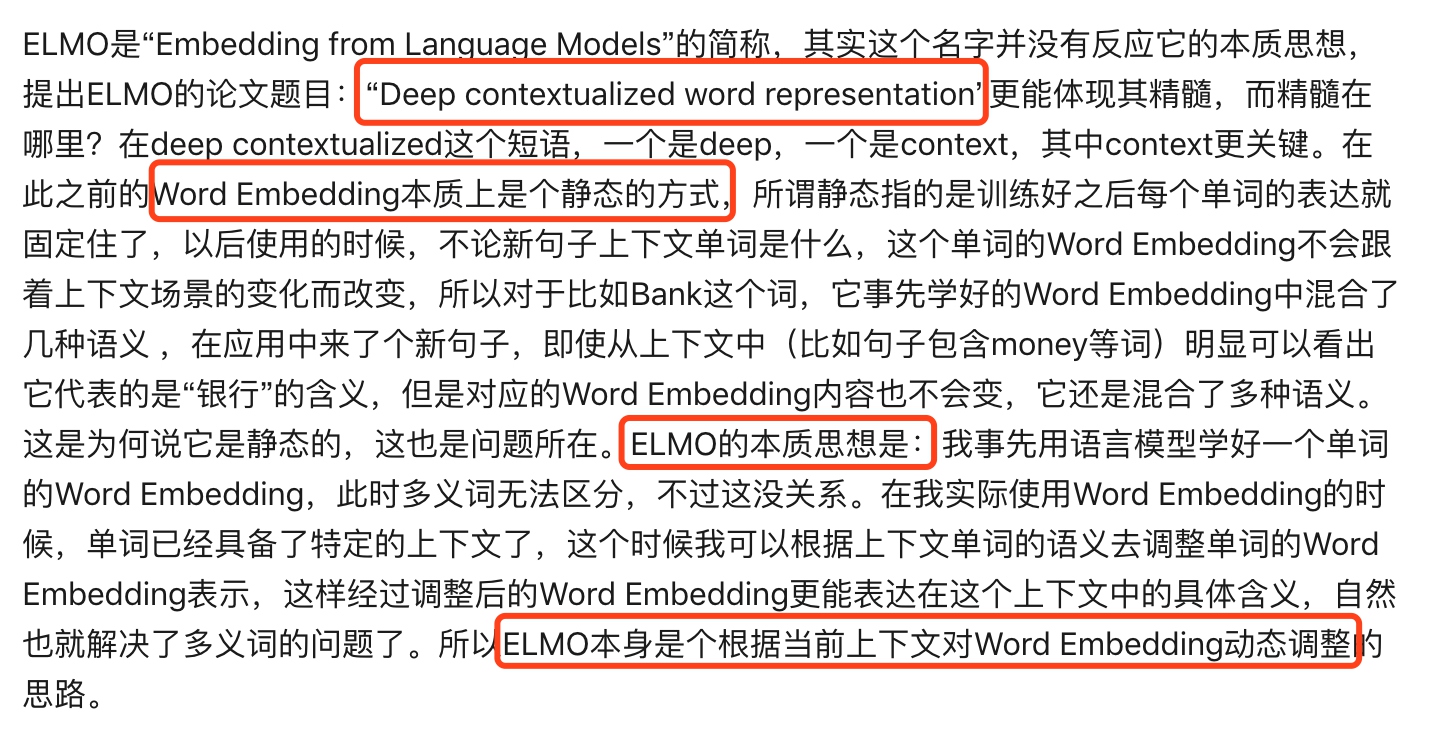 ELMO是“Embedding from Language Models”的简称，其实这个名字并没有反应它的本质思想，
提出ELMO的论文题目：“Deep contextualized word representation”更能体现其精髓，而精髓在
哪里？在deep contextualized这个短语，一个是deep，一个是context，其中context更关键。在
此之前的Word Embedding本质上是个静态的方式，所谓静态指的是训练好之后每个单词的表达就
固定住了，以后使用的时候，不论新句子上下文单词是什么，这个单词的Word Embedding不会跟
着上下文场景的变化而改变，所以对于比如Bank这个词，它事先学好的Word Embedding中混合了
几种语义 ，在应用中来了个新句子，即使从上下文中（比如句子包含money等词）明显可以看出
它代表的是“银行”的含义，但是对应的Word Embedding内容也不会变，它还是混合了多种语义。
这是为何说它是静态的，这也是问题所在。ELMO的本质思想是：我事先用语言模型学好一个单词
的Word Embedding，此时多义词无法区分，不过这没关系。在我实际使用Word Embedding的时
候，单词已经具备了特定的上下文了，这个时候我可以根据上下文单词的语义去调整单词的Word
Embedding表示，这样经过调整后的Word Embedding更能表达在这个上下文中的具体含义，自然
也就解决了多义词的问题了。所以ELMO本身是个根据当前上下文对Word Embedding动态调整的
思路。